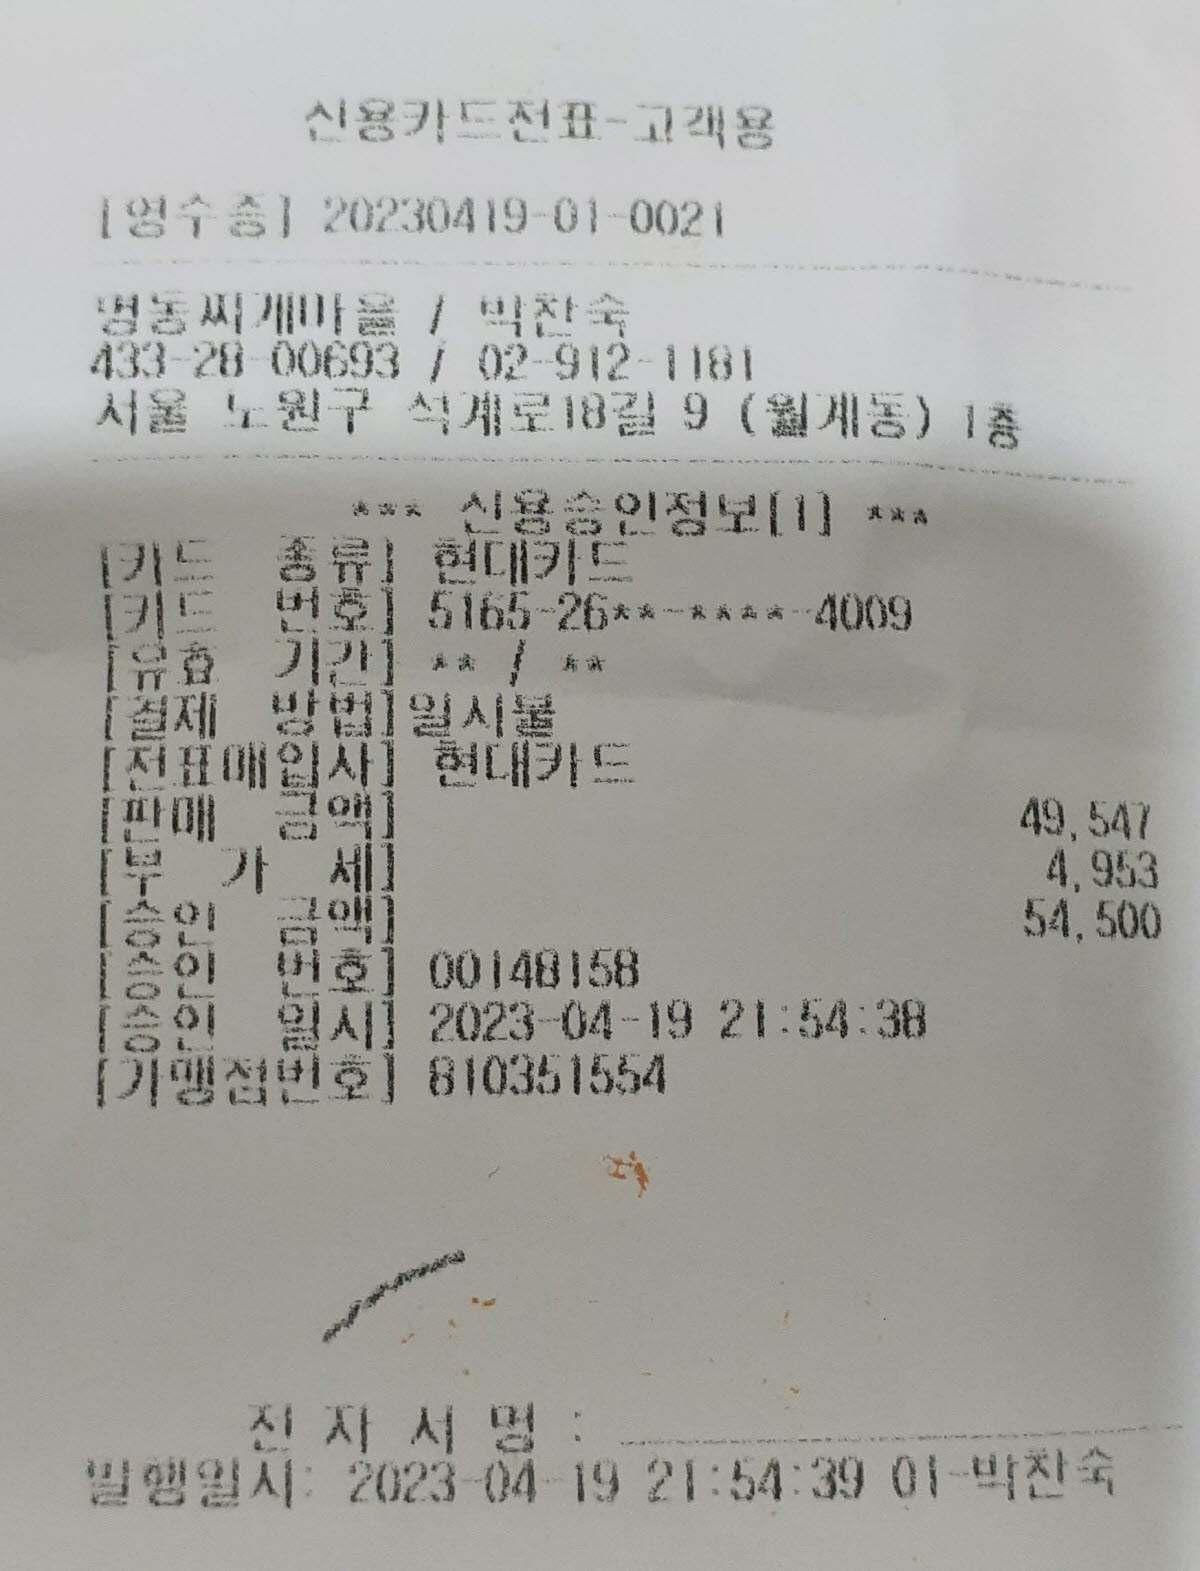 신용카드전표-고객용
[영수증] 20230419-01-0021
명동찌개마을 / 박찬숙
433-28-00693 / 02-912-1181
서울 노원구 석계로18길 9 (월계동) 1층
*** 신용승인정보[1] ***
[카드 종류] 현대카드
[카드 번호] 5165-26**-****-4009
[유효 기간] ** / **
[결제 방법] 일시불
[전표매입사] 현대카드
[판매 금액] 49,547
[부 가 세] 4,953
[승인 금액] 54,500
[승인 번호] 00148158
[승인 일시] 2023-04-19 21:54:38
[가맹점번호] 810351554
전 자 서 명 :
발행일시: 2023-04-19 21:54:39 01-박찬숙